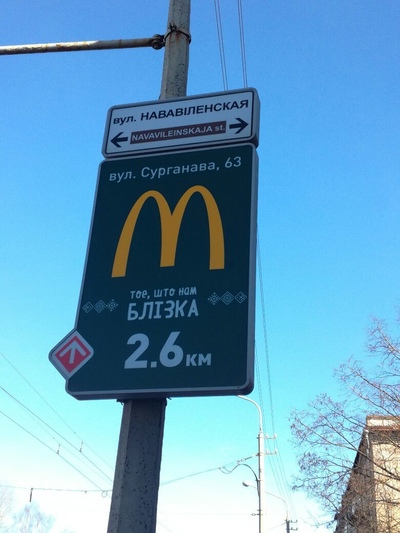 вул. НАВАВІЛЕНСКАЯ
NAVAVILEINSKAJA st.
вул. Сурганава, 63
тое, што нам
БЛІЗКА
2.6 км